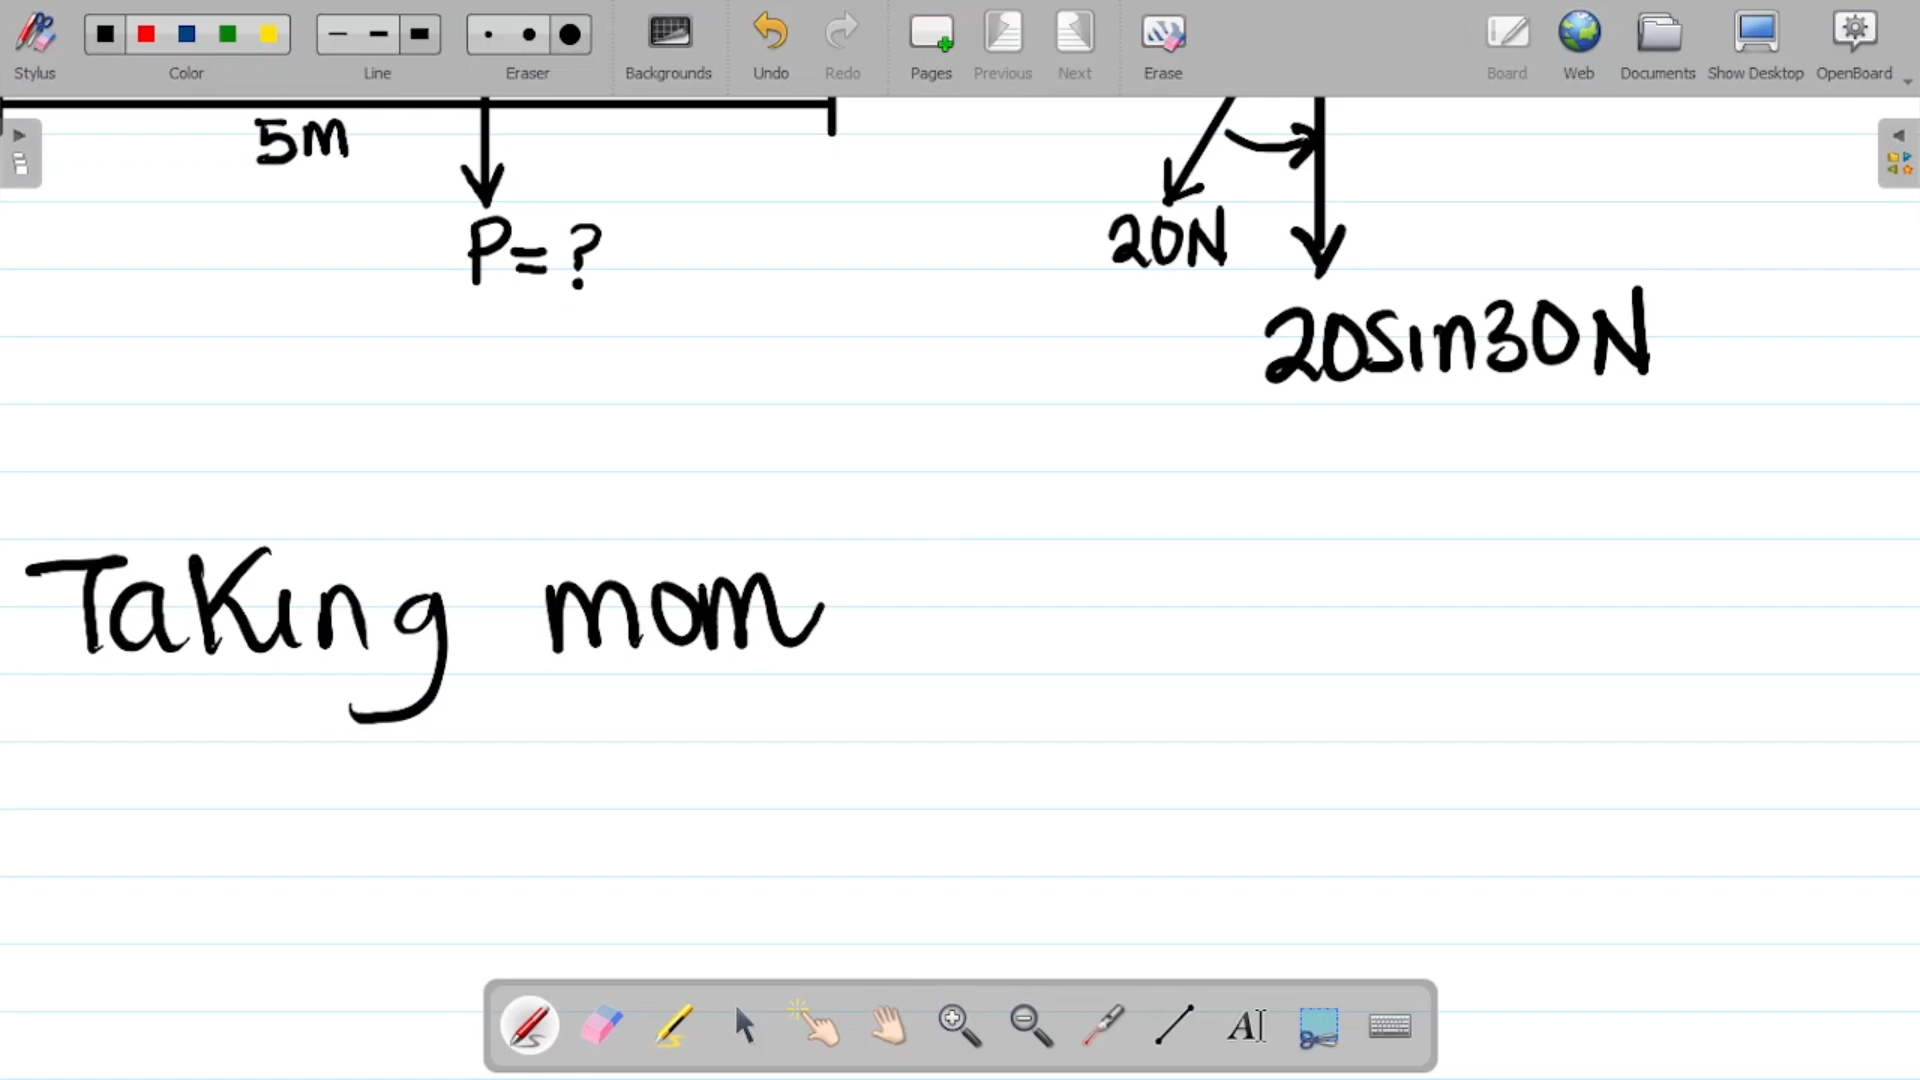 Stylus Color Line Eraser Backgrounds Undo Redo Pages Previous Next Erase Board Web Documents Show Desktop OpenBoard
5m
P=?
20N
20sin30N
Taking mom